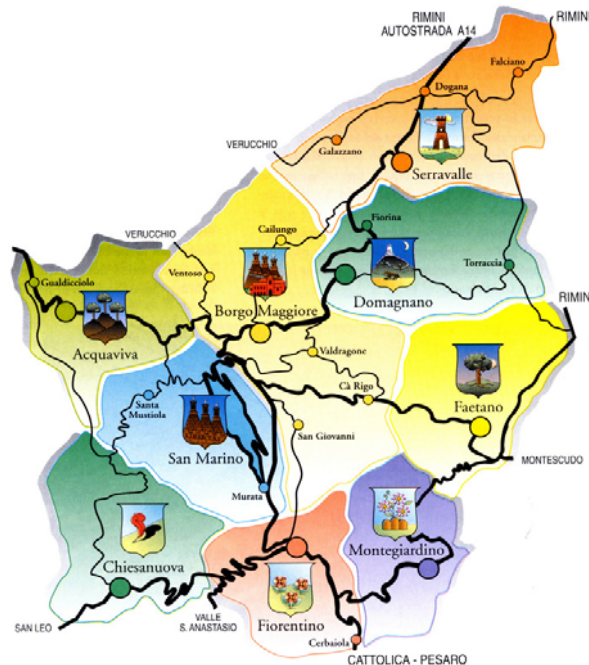 RIMINI
AUTOSTRADA A14
RIMINI
Falciano
Dogana
VERUCCHIO
Galazzano
Serravalle
Fiorina
VERUCCHIO
Cailungo
Gualdicciolo
Ventoso
Torraccia
Domagnano
RIMINI
Borgo Maggiore
Acquaviva
Valdragone
Cà Rigo
Faetano
Santa
Mustiola
San Giovanni
San Marino
MONTESCUDO
Murata
Montegiardino
Chiesanuova
SAN LEO
VALLE
S. ANASTASIO
Fiorentino
Cerbaiola
CATTOLICA - PESARO